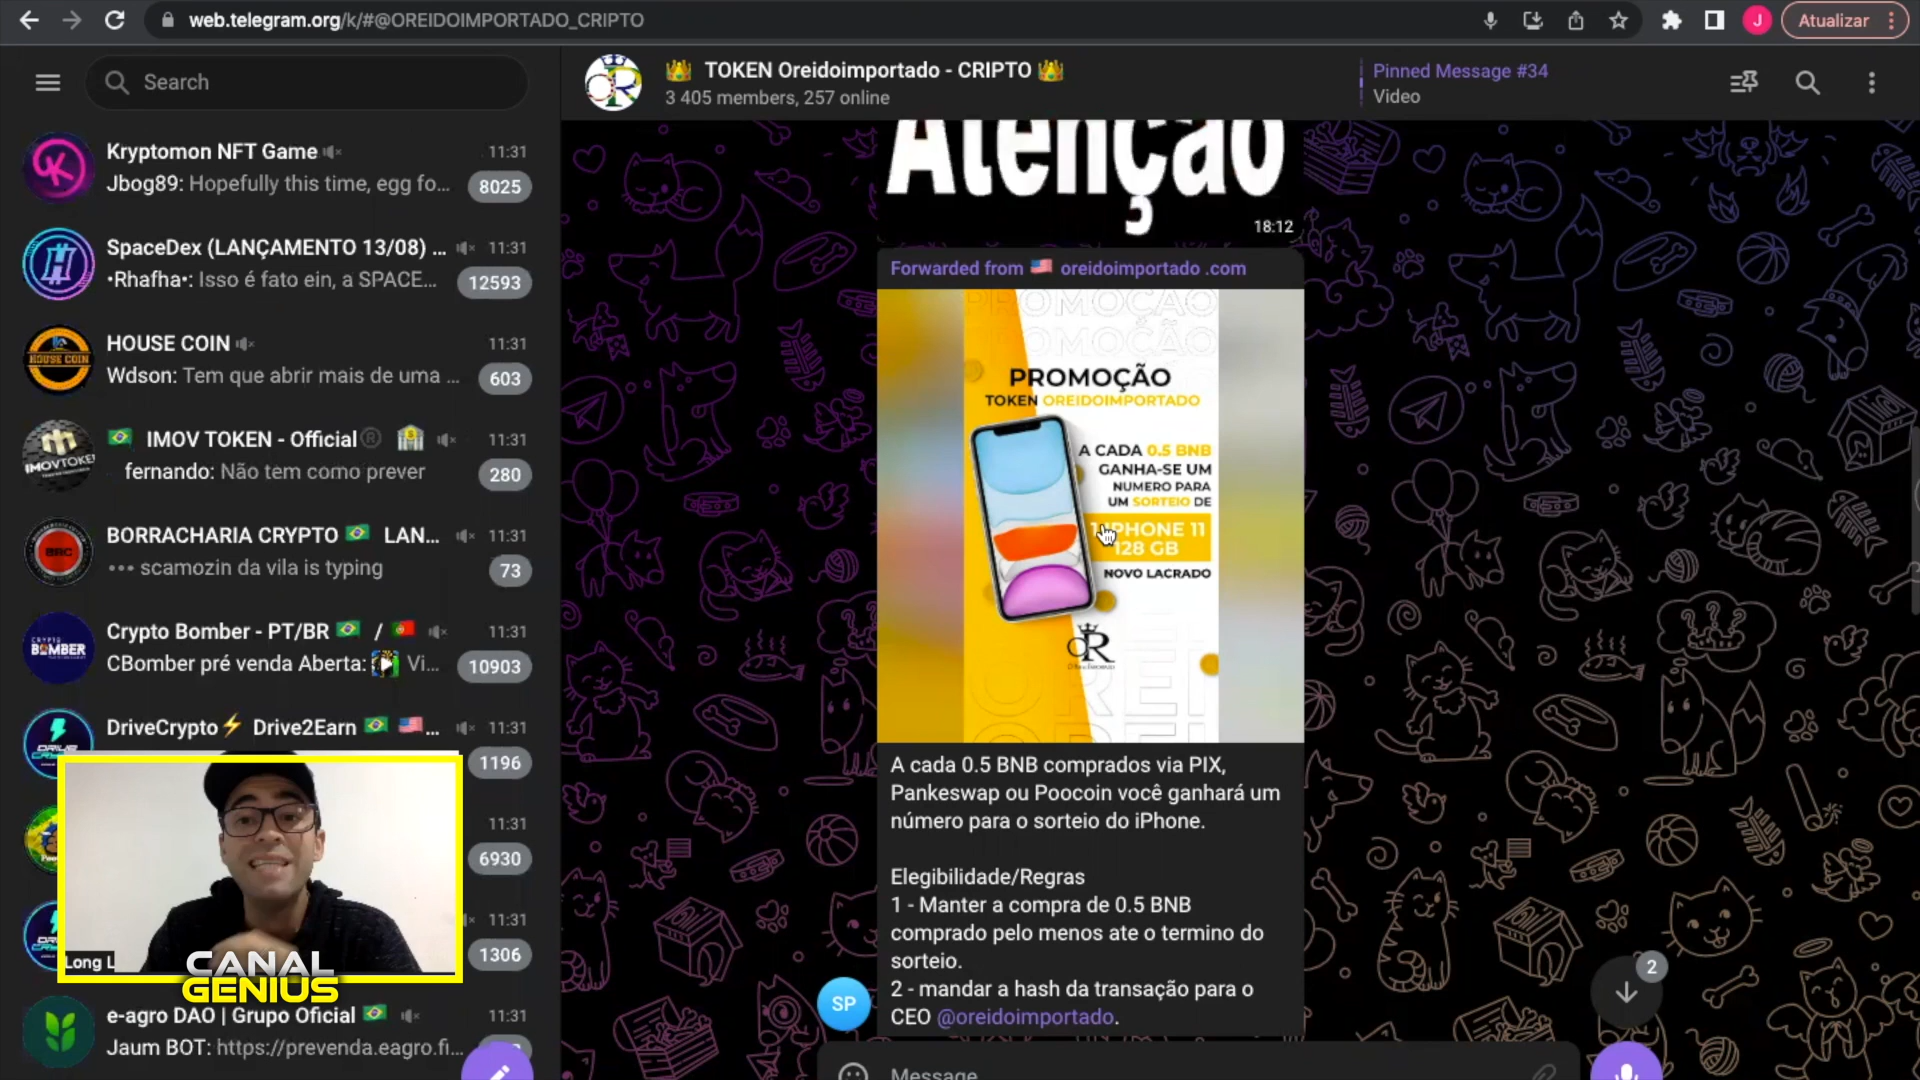 web.telegram.org/k/#@OREIDOIMPORTADO_CRIPTO
J
Atualizar
Search
TOKEN Oreidoimportado - CRIPTO
3 405 members, 257 online
Pinned Message #34
Video
Kryptomon NFT Game
11:31
Jbog89: Hopefully this time, egg fo...
8025
SpaceDex (LANÇAMENTO 13/08) ...
11:31
•Rhafha•: Isso é fato ein, a SPACE...
12593
HOUSE COIN
HOUSE COIN
11:31
Wdson: Tem que abrir mais de uma ...
603
IMOV TOKEN - Official®
11:31
fernando: Não tem como prever
280
BORRACHARIA CRYPTO LAN...
11:31
BRC
scamozin da vila is typing
73
Crypto Bomber - PT/BR /
11:31
CRYPTO
BOMBER
CBomber pré venda Aberta: Vi...
10903
DriveCrypto⚡ Drive2Earn ...
11:31
1196
11:31
6930
11:31
1306
Long L
CANAL
GENIUS
e-agro DAO | Grupo Oficial
11:31
Jaum BOT: https://prevenda.eagro.fi...
Atenção
18:12
Forwarded from oreidoimportado .com
PROMOÇÃO
PROMOÇÃO
PROMOÇÃO
TOKEN OREIDOIMPORTADO
A CADA 0.5 BNB
GANHA-SE UM
NUMERO PARA
UM SORTEIO DE
PHONE 11
128 GB
NOVO LACRADO
OR
A cada 0.5 BNB comprados via PIX,
Pankeswap ou Poocoin você ganhará um
número para o sorteio do iPhone.
Elegibilidade/Regras
1 - Manter a compra de 0.5 BNB
comprado pelo menos ate o termino do
sorteio.
2 - mandar a hash da transação para o
CEO @oreidoimportado.
SP
2
Message